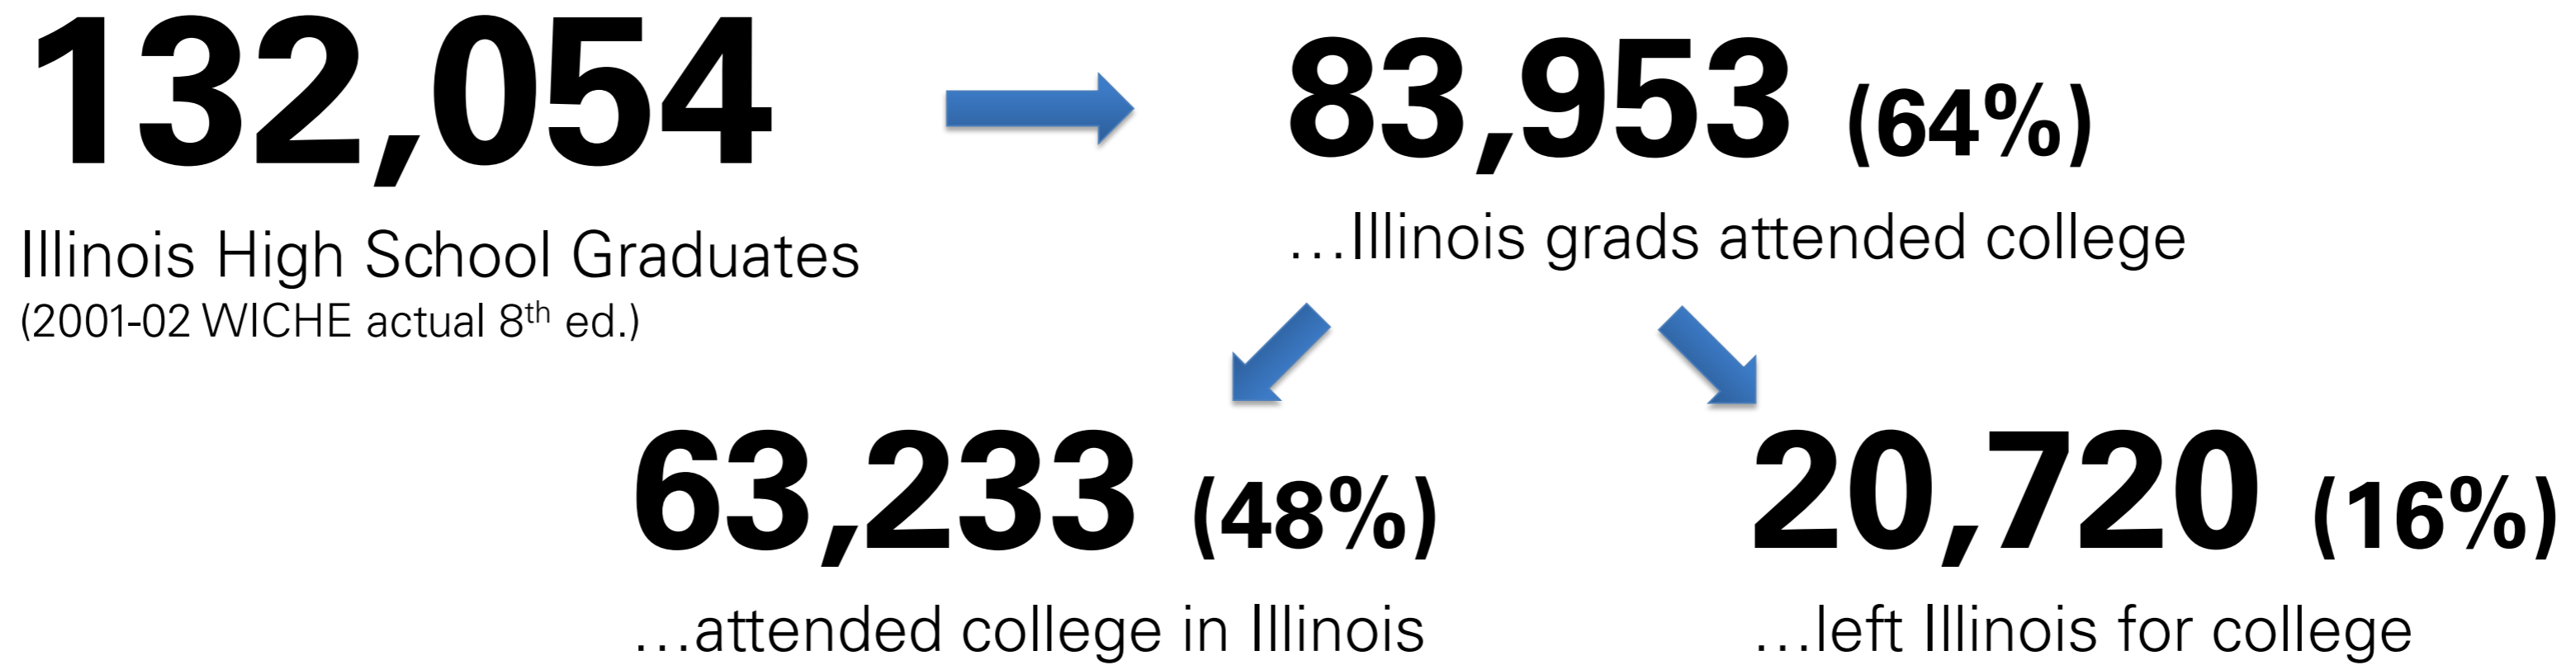 132,054
Illinois High School Graduates
(2001-02 WICHE actual 8th ed.)
83,953 (64%)
...Illinois grads attended college
63,233 (48%)
...attended college in Illinois
20,720 (16%)
...left Illinois for college